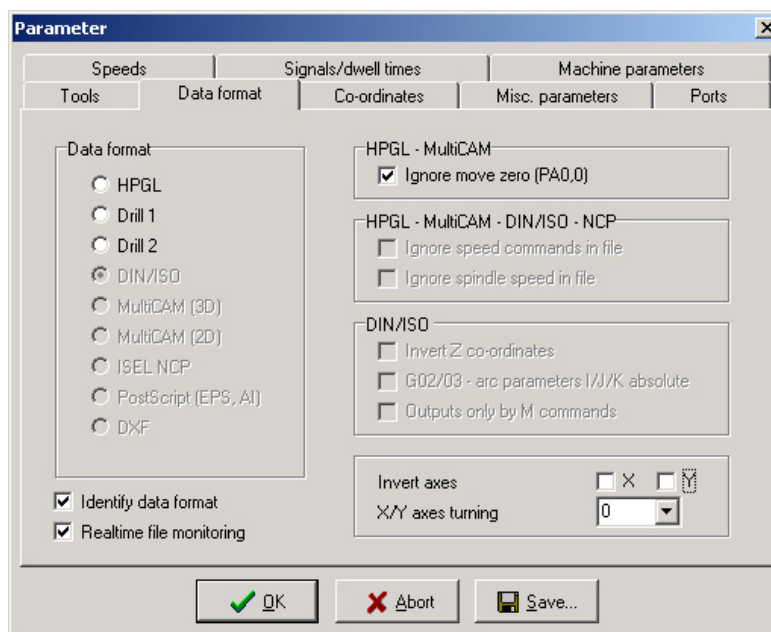 Parameter
Speeds
Signals/dwell times
Machine parameters
Tools
Data format
Co-ordinates
Misc. parameters
Ports
Data format
HPGL
Drill 1
Drill 2
DIN/ISO
MultiCAM (3D)
MultiCAM (2D)
ISEL NCP
PostScript (EPS, AI)
DXF
Identify data format
Realtime file monitoring
HPGL - MultiCAM
Ignore move zero (PA0,0)
HPGL - MultiCAM - DIN/ISO - NCP
Ignore speed commands in file
Ignore spindle speed in file
DIN/ISO
Invert Z co-ordinates
G02/03 - arc parameters I/J/K absolute
Outputs only by M commands
Invert axes X Y
X/Y axes turning 0
OK
Abort
Save...